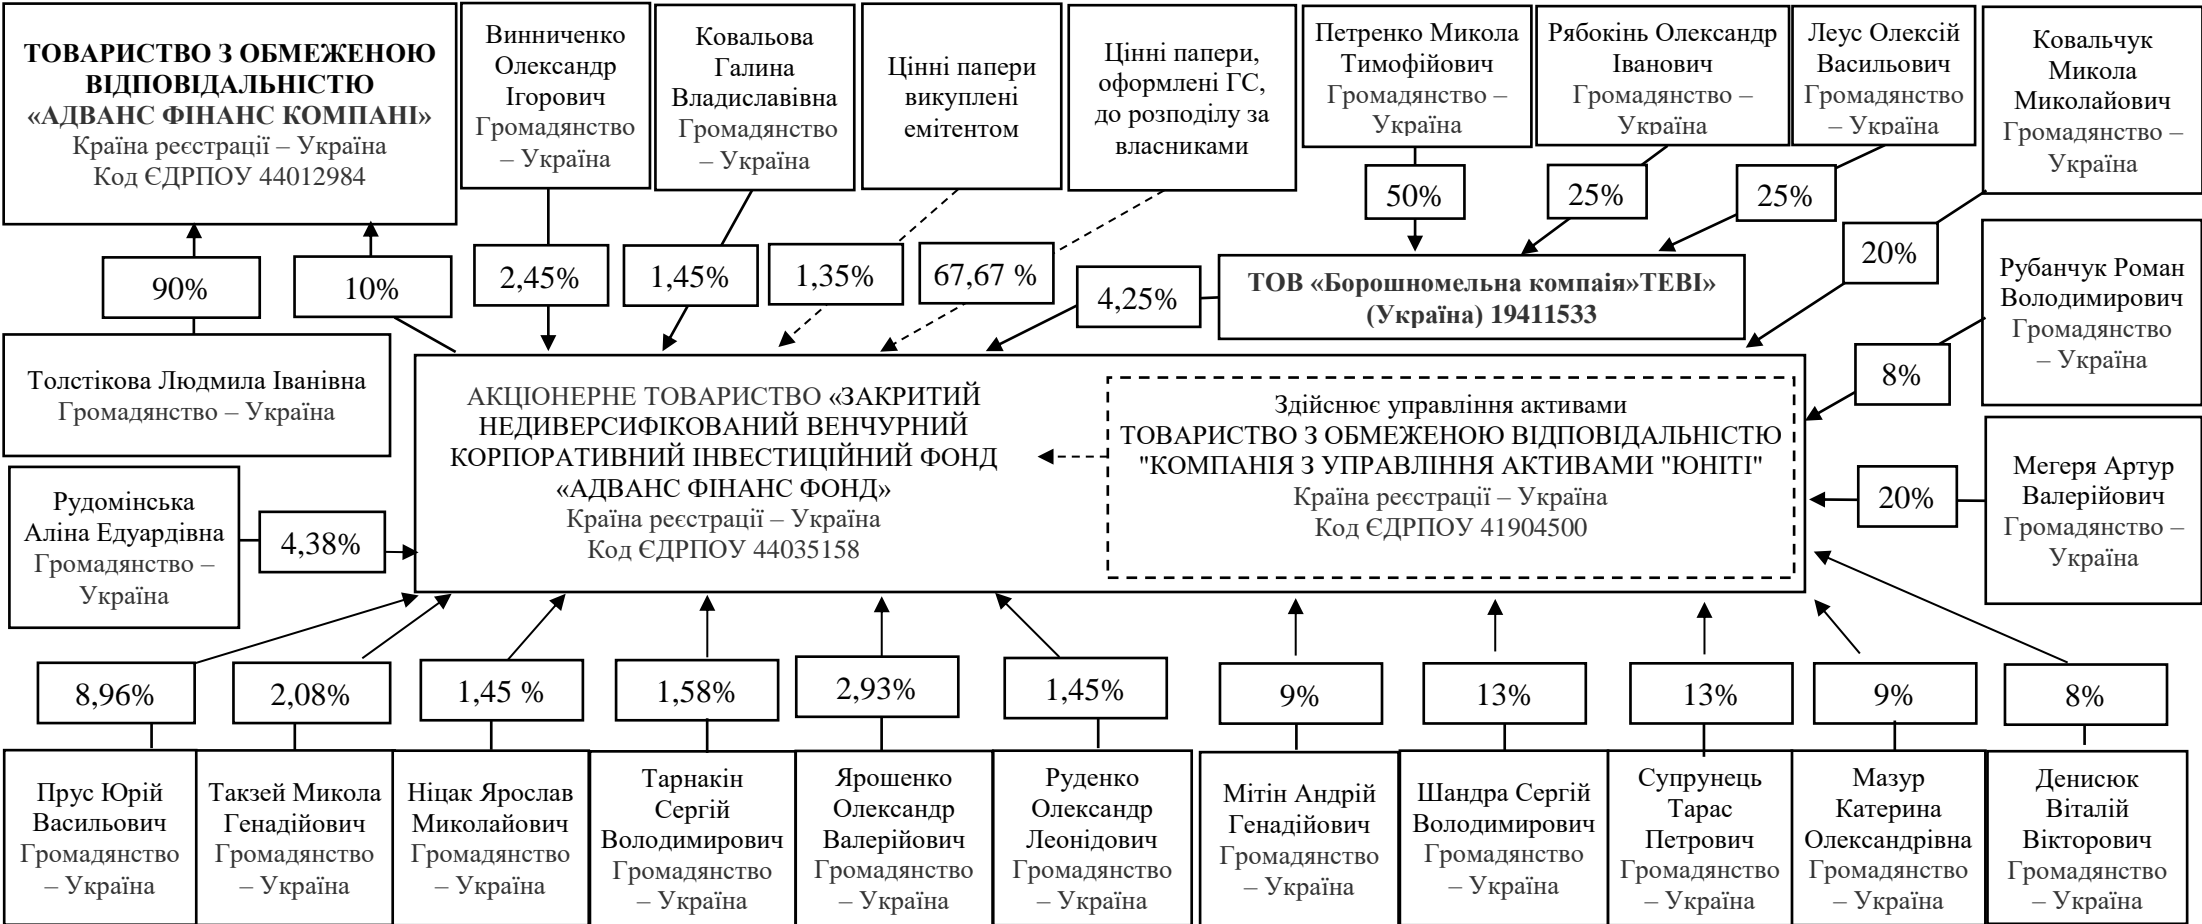 ТОВАРИСТВО З ОБМЕЖЕНОЮ
ВІДПОВІДАЛЬНІСТЮ
«АДВАНС ФІНАНС КОМПАНІ»
Країна реєстрації – Україна
Код ЄДРПОУ 44012984
Винниченко
Олександр
Ігорович
Громадянство
– Україна
Ковальова
Галина
Владиславівна
Громадянство
– Україна
Цінні папери
викуплені
емітентом
Цінні папери,
оформлені ГС,
до розподілу за
власниками
Петренко Микола
Тимофійович
Громадянство –
Україна
Рябокінь Олександр
Іванович
Громадянство –
Україна
Леус Олексій
Васильович
Громадянство
– Україна
Ковальчук
Микола
Миколайович
Громадянство –
Україна
50%
25%
25%
20%
90%
10%
2,45%
1,45%
1,35%
67,67 %
4,25%
ТОВ «Борошномельна компаія»ТЕВІ»
(Україна) 19411533
Рубанчук Роман
Володимирович
Громадянство
– Україна
8%
Толстікова Людмила Іванівна
Громадянство – Україна
АКЦІОНЕРНЕ ТОВАРИСТВО «ЗАКРИТИЙ
НЕДИВЕРСИФІКОВАНИЙ ВЕНЧУРНИЙ
КОРПОРАТИВНИЙ ІНВЕСТИЦІЙНИЙ ФОНД
«АДВАНС ФІНАНС ФОНД»
Країна реєстрації – Україна
Код ЄДРПОУ 44035158
Здійснює управління активами
ТОВАРИСТВО З ОБМЕЖЕНОЮ ВІДПОВІДАЛЬНІСТЮ
"КОМПАНІЯ З УПРАВЛІННЯ АКТИВАМИ "ЮНІТІ"
Країна реєстрації – Україна
Код ЄДРПОУ 41904500
20%
Мегеря Артур
Валерійович
Громадянство –
Україна
Рудомінська
Аліна Едуардівна
Громадянство –
Україна
4,38%
8,96%
2,08%
1,45 %
1,58%
2,93%
1,45%
9%
13%
13%
9%
8%
Прус Юрій
Васильович
Громадянство
– Україна
Такзей Микола
Генадійович
Громадянство
– Україна
Ніцак Ярослав
Миколайович
Громадянство
– Україна
Тарнакін
Сергій
Володимирович
Громадянство
– Україна
Ярошенко
Олександр
Валерійович
Громадянство
– Україна
Руденко
Олександр
Леонідович
Громадянство
– Україна
Мітін Андрій
Генадійович
Громадянство
– Україна
Шандра Сергій
Володимирович
Громадянство
– Україна
Супрунець
Тарас
Петрович
Громадянство
– Україна
Мазур
Катерина
Олександрівна
Громадянство
– Україна
Денисюк
Віталій
Вікторович
Громадянство
– Україна